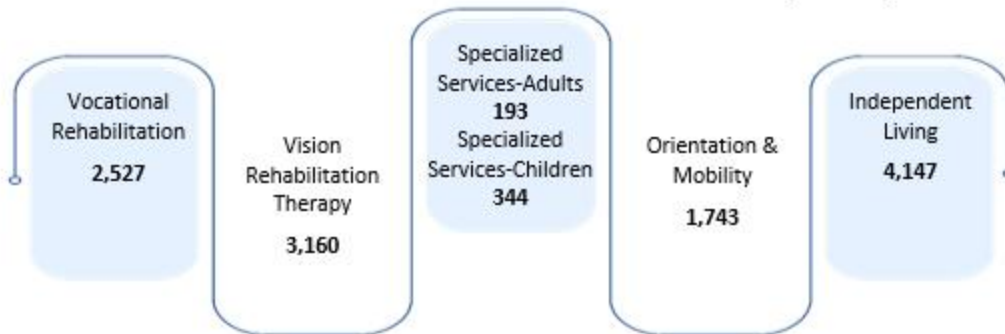 Vocational
Rehabilitation
2,527
Vision
Rehabilitation
Therapy
3,160
Specialized
Services-Adults
193
Specialized
Services-Children
344
Orientation &
Mobility
1,743
Independent
Living
4,147